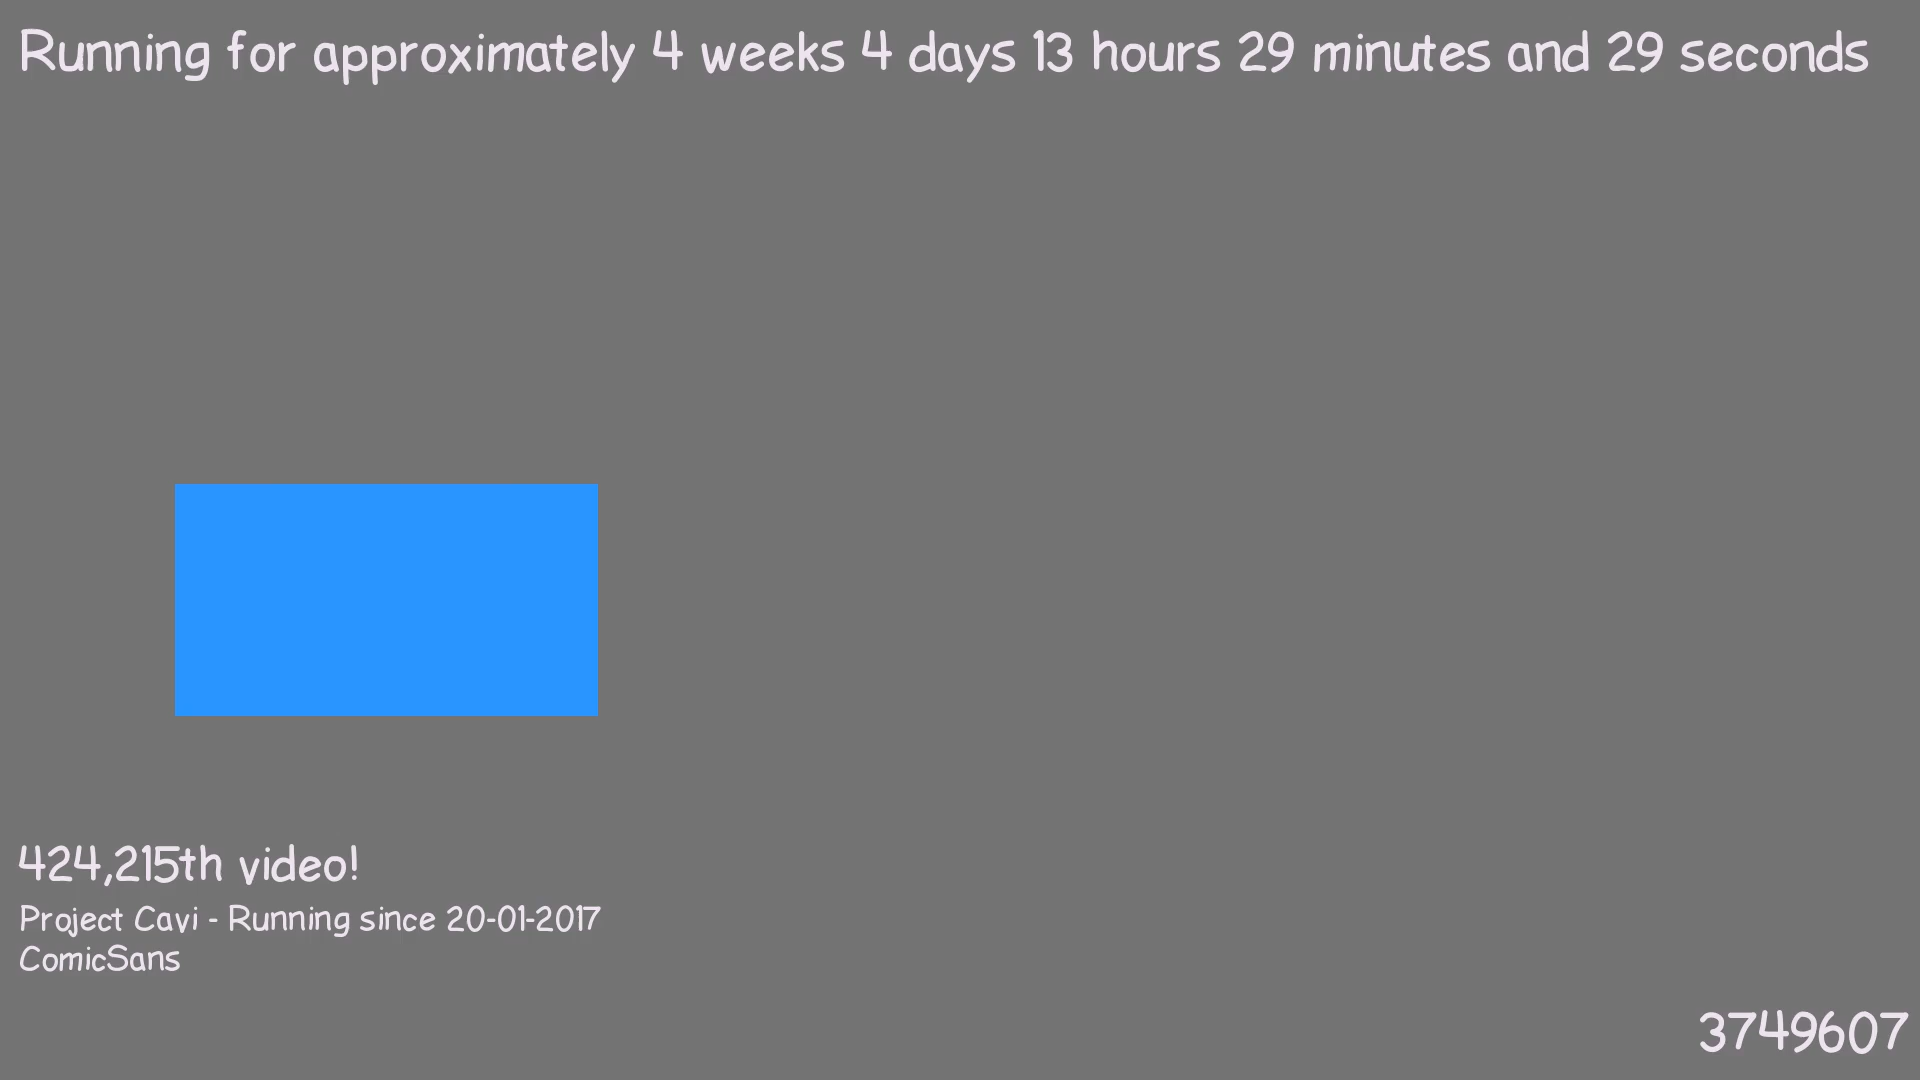 Running for approximately 4 weeks 4 days 13 hours 29 minutes and 29 seconds
424,215th video!
Project Cavi - Running since 20-01-2017
ComicSans
3749607